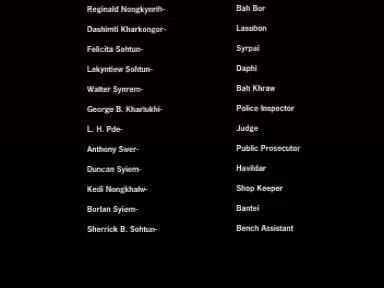 Reginald Nongkynrih- Bah Bor
Dashimti Kharkongor- Lasubon
Felicita Sohtun- Syrpai
Lakyntiew Sohtun- Daphi
Walter Synrem- Bah Khraw
George B. Kharlukhi- Police Inspector
L. H. Pde- Judge
Anthony Swer- Public Prosecutor
Duncan Syiem- Havildar
Kedi Nongkhalw- Shop Keeper
Borlan Syiem- Bantei
Sherrick B. Sohtun- Bench Assistant